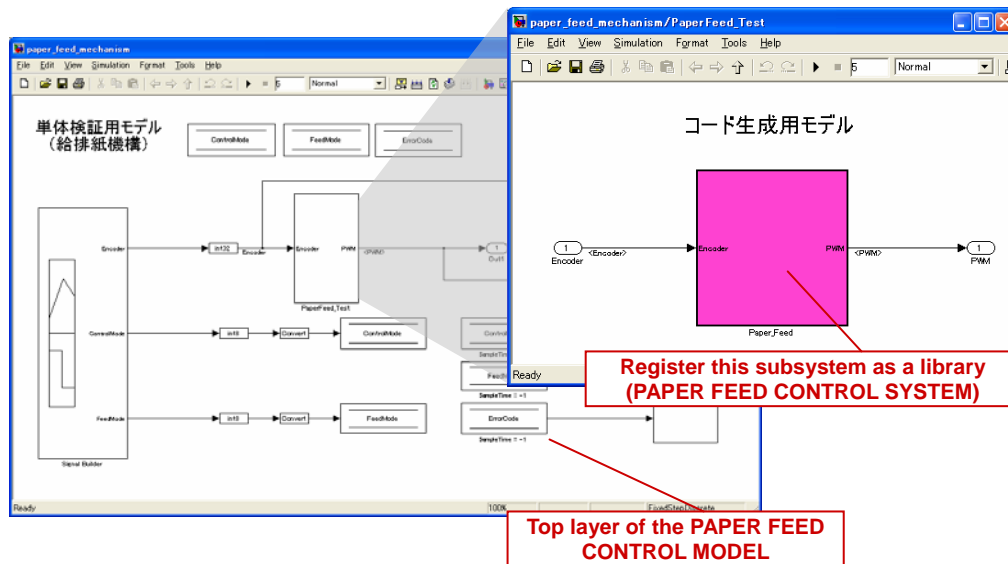 paper_feed_mechanism
File Edit View Simulation Format Tools Help
5 Normal
単体検証用モデル
(給排紙機構)
ControlMode
FeedMode
ErrorCode
Encoder
int32
Encoder
Encoder
PWM
<PWM>
1
Out1
PaperFeed_Test
ControlMode
int8
Convert
ControlMode
FeedMode
int8
Convert
FeedMode
SampleTime = -1
ErrorCode
SampleTime = -1
Signal Builder
Ready
100%
FixedStepDiscrete
paper_feed_mechanism/PaperFeed_Test
File Edit View Simulation Format Tools Help
5 Normal
コード生成用モデル
1
Encoder
<Encoder>
Encoder
PWM
<PWM>
1
PWM
Paper_Feed
Ready
Register this subsystem as a library
(PAPER FEED CONTROL SYSTEM)
Top layer of the PAPER FEED
CONTROL MODEL